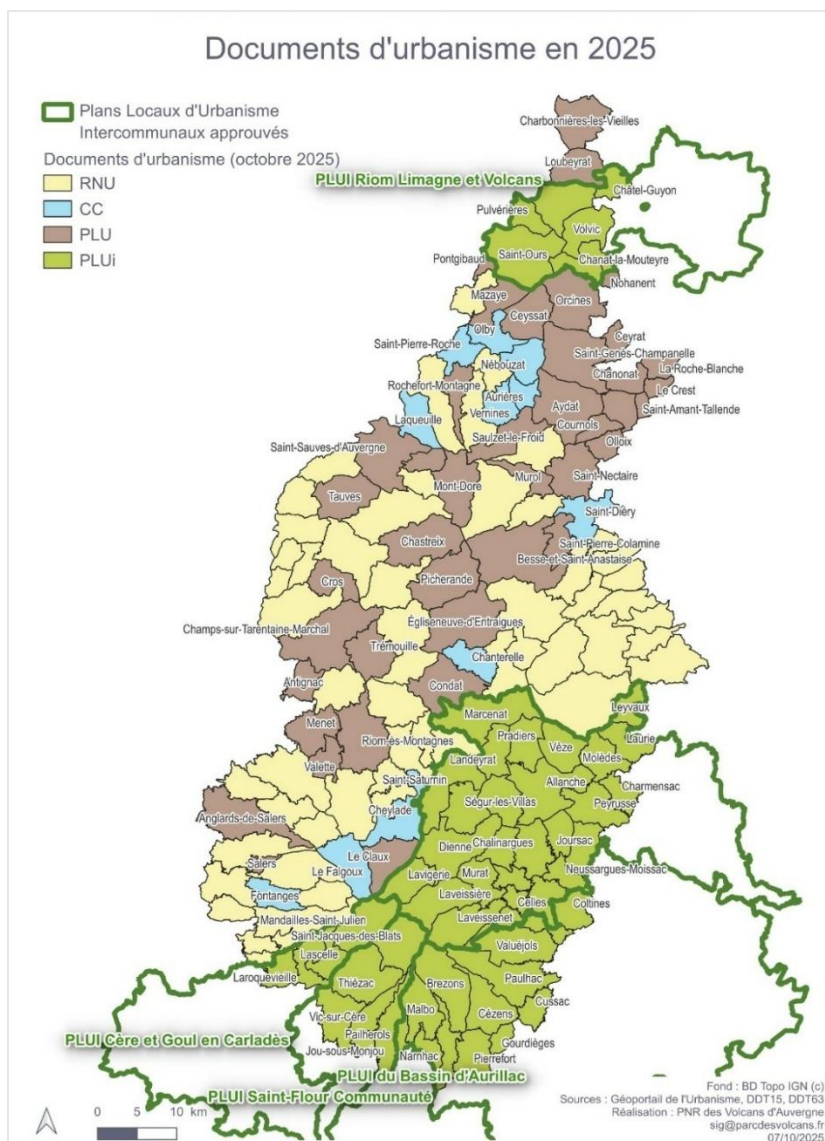 Documents d'urbanisme en 2025
Plans Locaux d'Urbanisme
Intercommunaux approuvés
Documents d'urbanisme (octobre 2025)
RNU
CC
PLU
PLUi
Charbonnières-les-Vieilles
Loubeyrat
PLUI Riom Limagne et Volcans
Châtel-Guyon
Pulvérières
Volvic
Saint-Ours
Chanat-la-Mouteyre
Pontgibaud
Nohanent
Mazaye
Orcines
Ceyssat
Olby
Ceyrat
Saint-Pierre-Roche
Saint-Genès-Champanelle
Nébouzat
La Roche-Blanche
Chanonat
Rochefort-Montagne
Le Crest
Aurières
Aydat
Saint-Amant-Tallende
Laqueuille
Vernines
Cournols
Saulzet-le-Froid
Olloix
Saint-Sauves-d'Auvergne
Saint-Nectaire
Mont-Dore
Murol
Tauves
Saint-Diéry
Chastreix
Saint-Pierre-Colamine
Besse-et-Saint-Anastaise
Cros
Picherande
Égliseneuve-d'Entraigues
Champs-sur-Tarentaine-Marchal
Trémouille
Chanterelle
Antignac
Condat
Leyvaux
Marcenat
Menet
Pradiers
Laurie
Riom-ès-Montagnes
Vèze
Molèdes
Valette
Landeyrat
Saint-Saturnin
Allanche
Charmensac
Ségur-les-Villas
Peyrusse
Cheylade
Anglards-de-Salers
Dienne
Chalinargues
Joursac
Le Claux
Salers
Le Falgoux
Lavigerie
Murat
Neussargues-Moissac
Fontanges
Laveissière
Celles
Coltines
Mandailles-Saint-Julien
Laveissenet
Saint-Jacques-des-Blats
Valuéjols
Lascelle
Laroquevieille
Thiézac
Brezons
Paulhac
Malbo
Cussac
Vic-sur-Cère
Cézens
Pailherols
Gourdièges
PLUI Cère et Goul en Carladès
Jou-sous-Monjou
Narnhac
Pierrefort
PLUI du Bassin d'Aurillac
PLUI Saint-Flour Communauté
0 5 10 km
Fond : BD Topo IGN (c)
Sources : Géoportail de l'Urbanisme, DDT15, DDT63
Réalisation : PNR des Volcans d'Auvergne
sig@parcdesvolcans.fr
07/10/2025